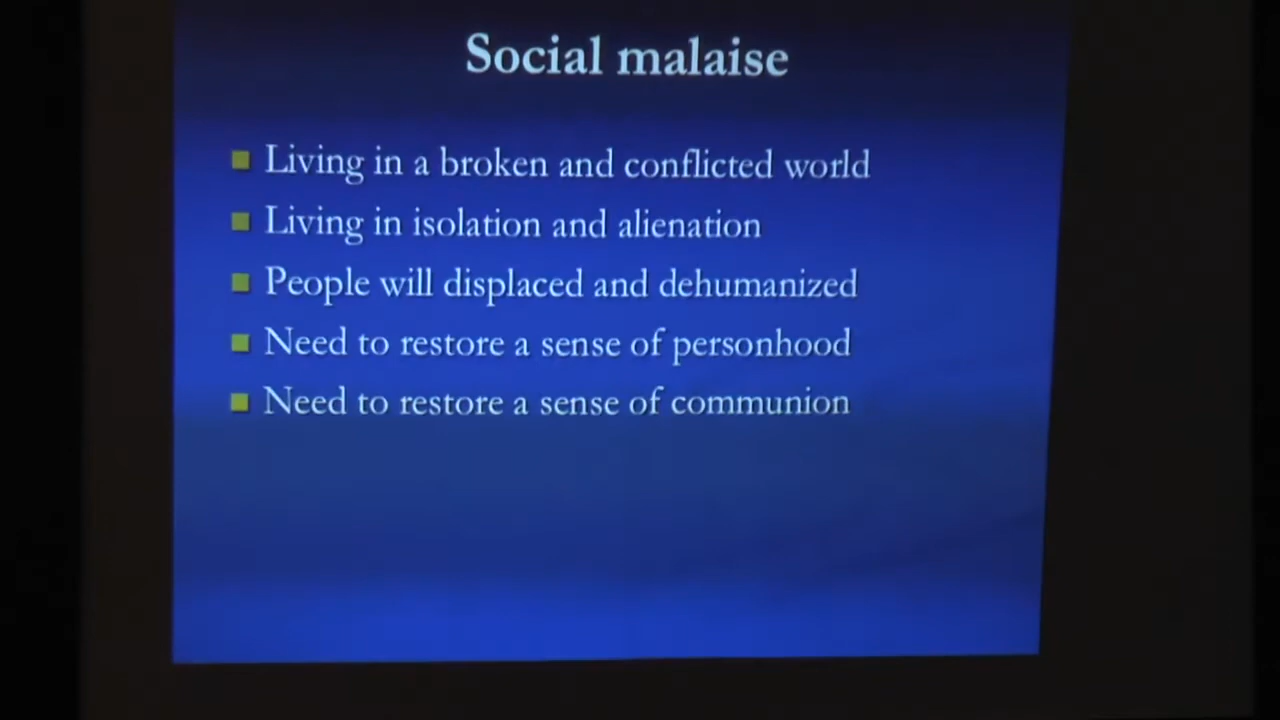 Social malaise
Living in a broken and conflicted world
Living in isolation and alienation
People will displaced and dehumanized
Need to restore a sense of personhood
Need to restore a sense of communion